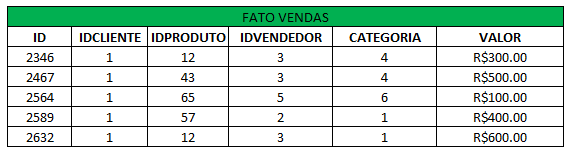 FATO VENDAS
ID IDCLIENTE IDPRODUTO IDVENDEDOR CATEGORIA VALOR
2346 1 12 3 4 R$300.00
2467 1 43 3 4 R$500.00
2564 1 65 5 6 R$100.00
2589 1 57 2 1 R$400.00
2632 1 12 3 1 R$600.00